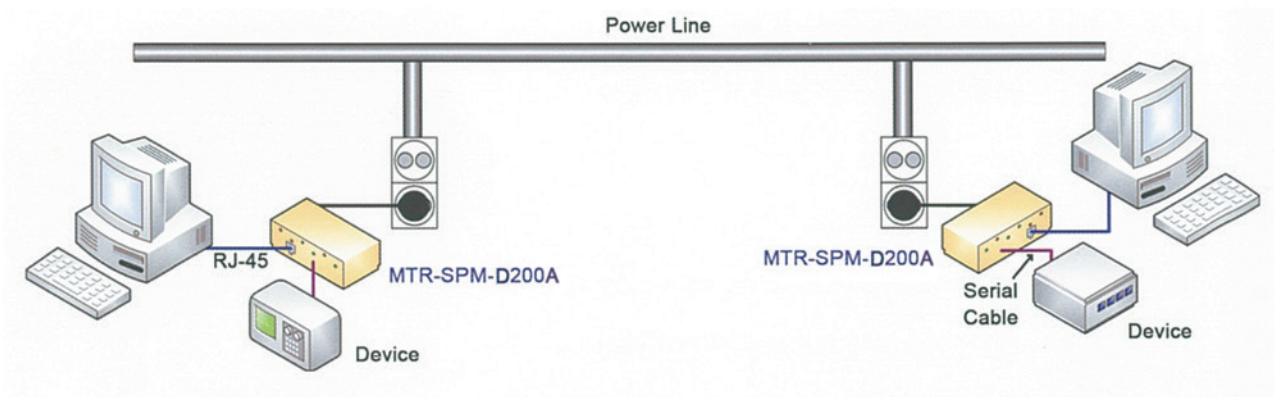 Power Line
RJ-45
MTR-SPM-D200A
Device
MTR-SPM-D200A
Serial
Cable
Device